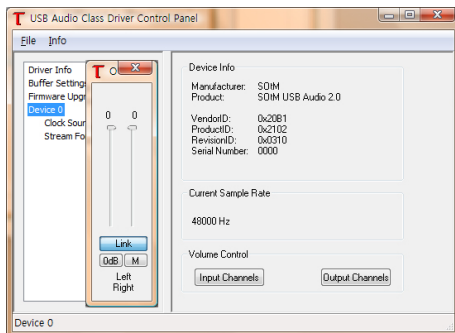 USB Audio Class Driver Control Panel
File Info
Driver Info
Buffer Setting
Firmware Upgr
Device 0
Clock Sour
Stream Fo
O
0 0
Link
0dB M
Left
Right
Device Info
Manufacturer: SOtM
Product: SOtM USB Audio 2.0
VendorID: 0x20B1
ProductID: 0x2102
RevisionID: 0x0310
Serial Number: 0000
Current Sample Rate
48000 Hz
Volume Control
Input Channels Output Channels
Device 0